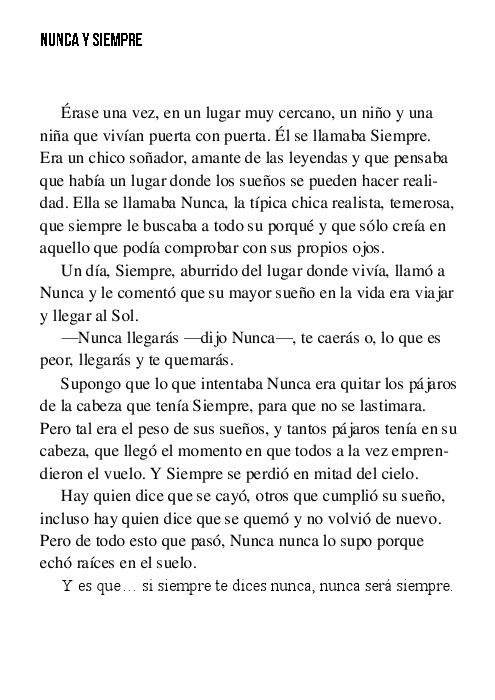 NUNCA Y SIEMPRE
Érase una vez, en un lugar muy cercano, un niño y una
niña que vivían puerta con puerta. Él se llamaba Siempre.
Era un chico soñador, amante de las leyendas y que pensaba
que había un lugar donde los sueños se pueden hacer reali-
dad. Ella se llamaba Nunca, la típica chica realista, temerosa,
que siempre le buscaba a todo su porqué y que sólo creía en
aquello que podía comprobar con sus propios ojos.
Un día, Siempre, aburrido del lugar donde vivía, llamó a
Nunca y le comentó que su mayor sueño en la vida era viajar
y llegar al Sol.
—Nunca llegarás —dijo Nunca—, te caerás o, lo que es
peor, llegarás y te quemarás.
Supongo que lo que intentaba Nunca era quitar los pájaros
de la cabeza que tenía Siempre, para que no se lastimara.
Pero tal era el peso de sus sueños, y tantos pájaros tenía en su
cabeza, que llegó el momento en que todos a la vez empren-
dieron el vuelo. Y Siempre se perdió en mitad del cielo.
Hay quien dice que se cayó, otros que cumplió su sueño,
incluso hay quien dice que se quemó y no volvió de nuevo.
Pero de todo esto que pasó, Nunca nunca lo supo porque
echó raíces en el suelo.
Y es que… si siempre te dices nunca, nunca será siempre.